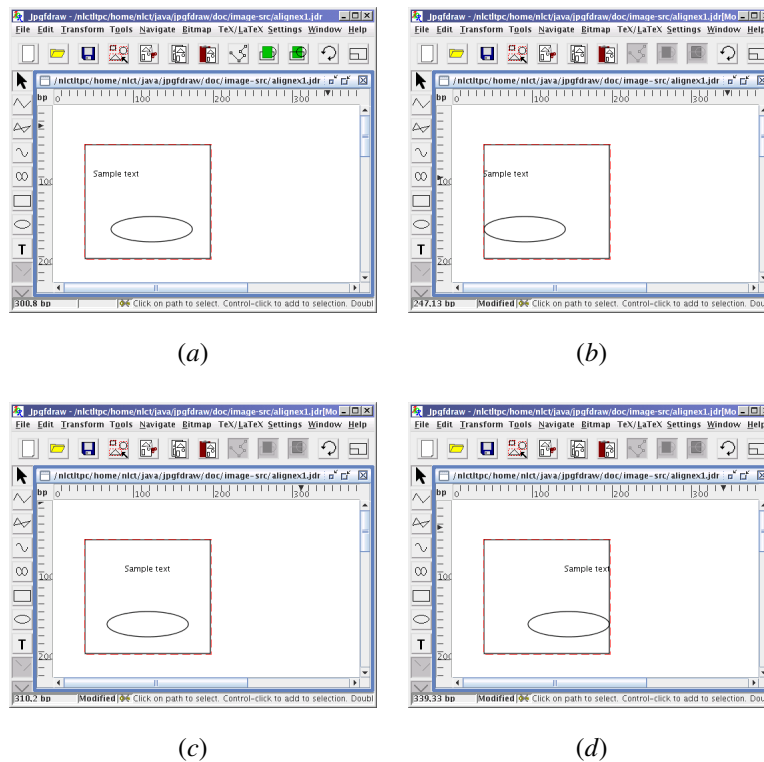 Jpgfdraw - /nlctltpc/home/nlct/java/jpgfdraw/doc/image-src/alignex1.jdr
File Edit Transform Tools Navigate Bitmap TeX/LaTeX Settings Window Help
/nlctltpc/home/nlct/java/jpgfdraw/doc/image-src/alignex1.jdr
bp 0 100 200 300
Sample text
100
T
200
300.8 bp Click on path to select. Control-click to add to selection. Doubl
(a)
Jpgfdraw - /nlctltpc/home/nlct/java/jpgfdraw/doc/image-src/alignex1.jdr[Mo
File Edit Transform Tools Navigate Bitmap TeX/LaTeX Settings Window Help
/nlctltpc/home/nlct/java/jpgfdraw/doc/image-src/alignex1.jdr
bp 0 100 200 300
Sample text
100
T
200
247.13 bp Modified Click on path to select. Control-click to add to selection. Dou
(b)
Jpgfdraw - /nlctltpc/home/nlct/java/jpgfdraw/doc/image-src/alignex1.jdr[Mo
File Edit Transform Tools Navigate Bitmap TeX/LaTeX Settings Window Help
/nlctltpc/home/nlct/java/jpgfdraw/doc/image-src/alignex1.jdr
bp 0 100 200 300
Sample text
100
T
200
310.2 bp Modified Click on path to select. Control-click to add to selection. Doubl
(c)
Jpgfdraw - /nlctltpc/home/nlct/java/jpgfdraw/doc/image-src/alignex1.jdr[Mo
File Edit Transform Tools Navigate Bitmap TeX/LaTeX Settings Window Help
/nlctltpc/home/nlct/java/jpgfdraw/doc/image-src/alignex1.jdr
bp 0 100 200 300
Sample text
100
T
200
339.33 bp Modified Click on path to select. Control-click to add to selection. Dou
(d)